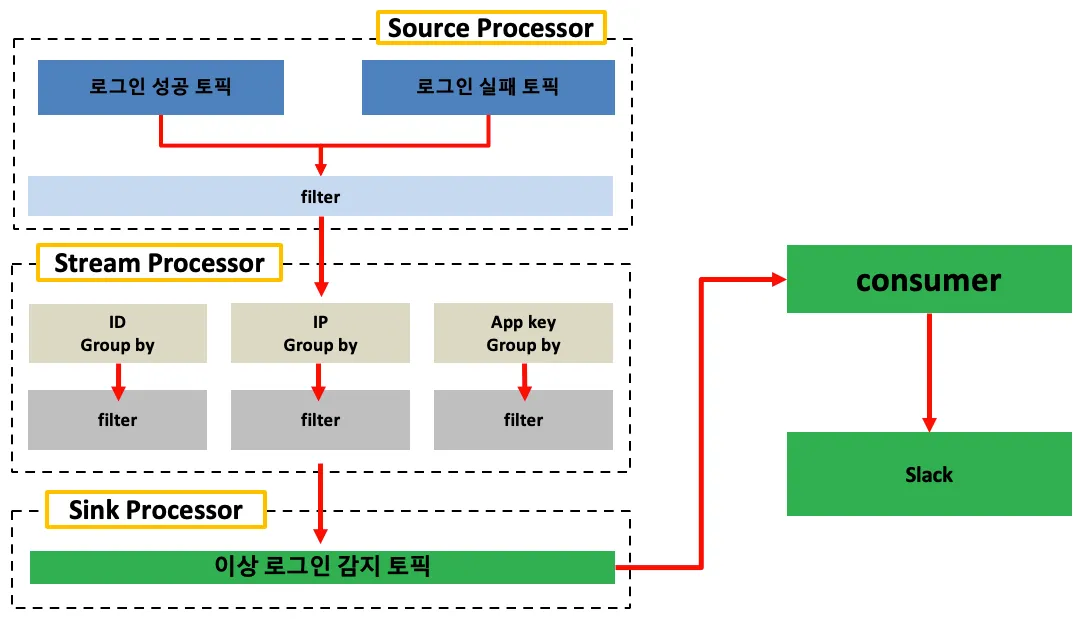 Source Processor
로그인 성공 토픽
로그인 실패 토픽
filter
Stream Processor
ID
Group by
IP
Group by
App key
Group by
filter
filter
filter
Sink Processor
이상 로그인 감지 토픽
consumer
Slack